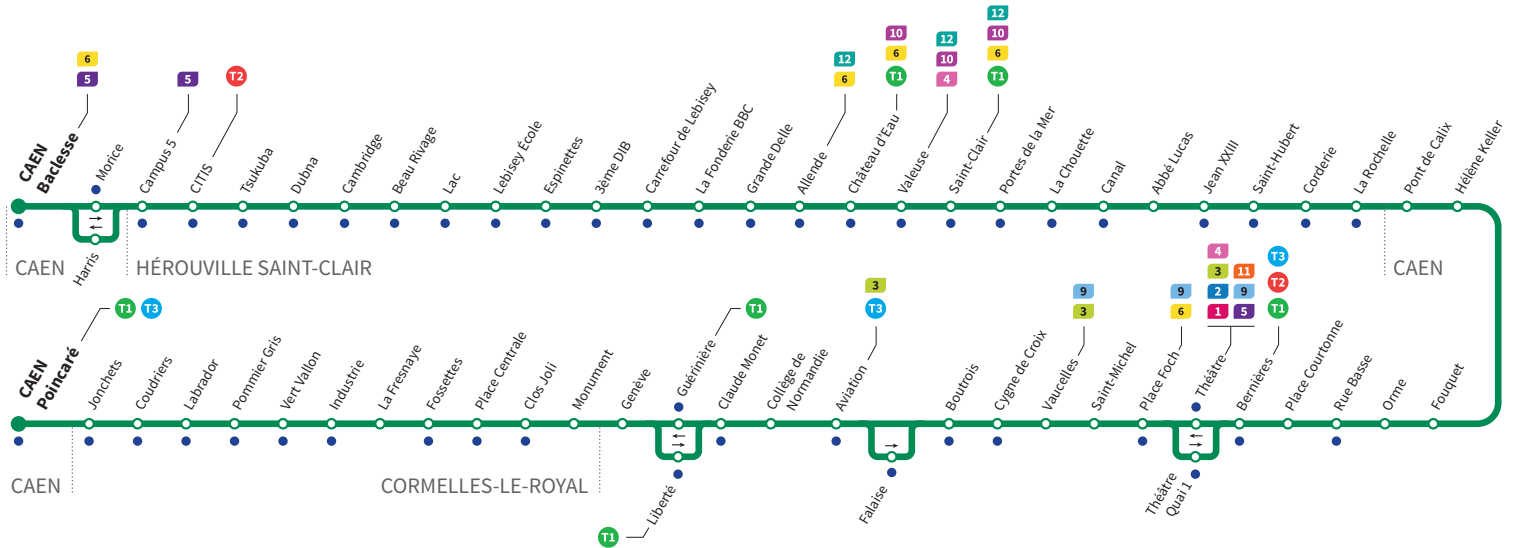 12
10
12
10
6
12
6
10
T1
6
5
5
T2
6
T1
4
T1
CAEN
Baclesse
Morice
Campus 5
CITIS
Tsukuba
Dubna
Cambridge
Beau Rivage
Lac
Lebisey École
Espinettes
3ème DIB
Carrefour de Lebisey
La Fonderie BBC
Grande Delle
Allende
Château d'Eau
Valeuse
Saint-Clair
Portes de la Mer
La Chouette
Canal
Abbé Lucas
Jean XXIII
Saint-Hubert
Corderie
La Rochelle
Pont de Calix
Hélène Keller
Harris
CAEN
HÉROUVILLE SAINT-CLAIR
CAEN
T1 T3
T1
3
T3
9
3
9
6
4
3 11
2 9
1 5
T3
T2
T1
CAEN
Poincaré
Jonchets
Coudriers
Labrador
Pommier Gris
Vert Vallon
Industrie
La Fresnaye
Fossettes
Place Centrale
Clos Joli
Monument
Genève
Guérinière
Claude Monet
Collège de
Normandie
Aviation
Boutrois
Cygne de Croix
Vaucelles
Saint-Michel
Place Foch
Théâtre
Bernières
Place Courtonne
Rue Basse
Orme
Fouquet
CAEN
CORMELLES-LE-ROYAL
Liberté
T1
Falaise
Théâtre
Quai 1